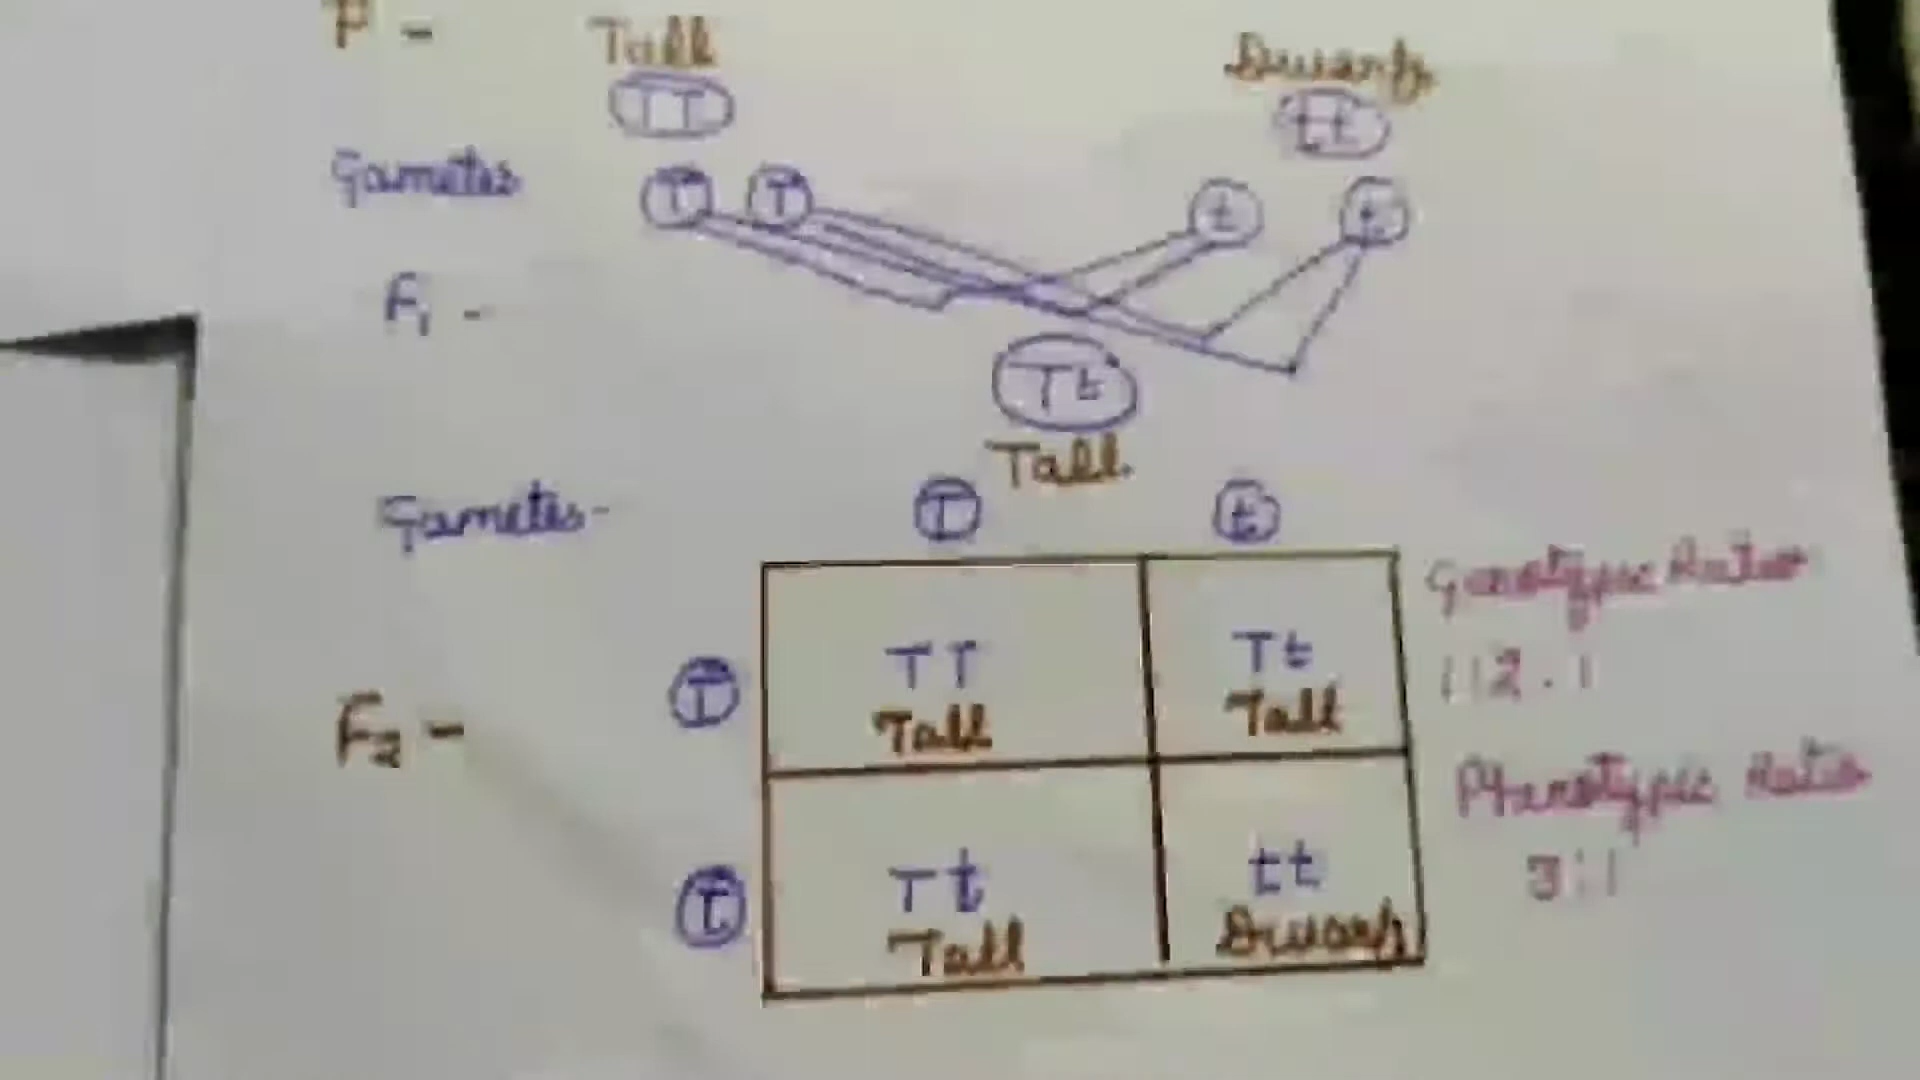 P - Tall Dwarf
TT tt
Gametes T T t t
F1 -
Tt
Tall
Gametes - T t
Genotypic Ratio
T TT Tt
Tall Tall
1:2:1
F2 -
Phenotypic Ratio
Tt tt
3:1
Tall Dwarf